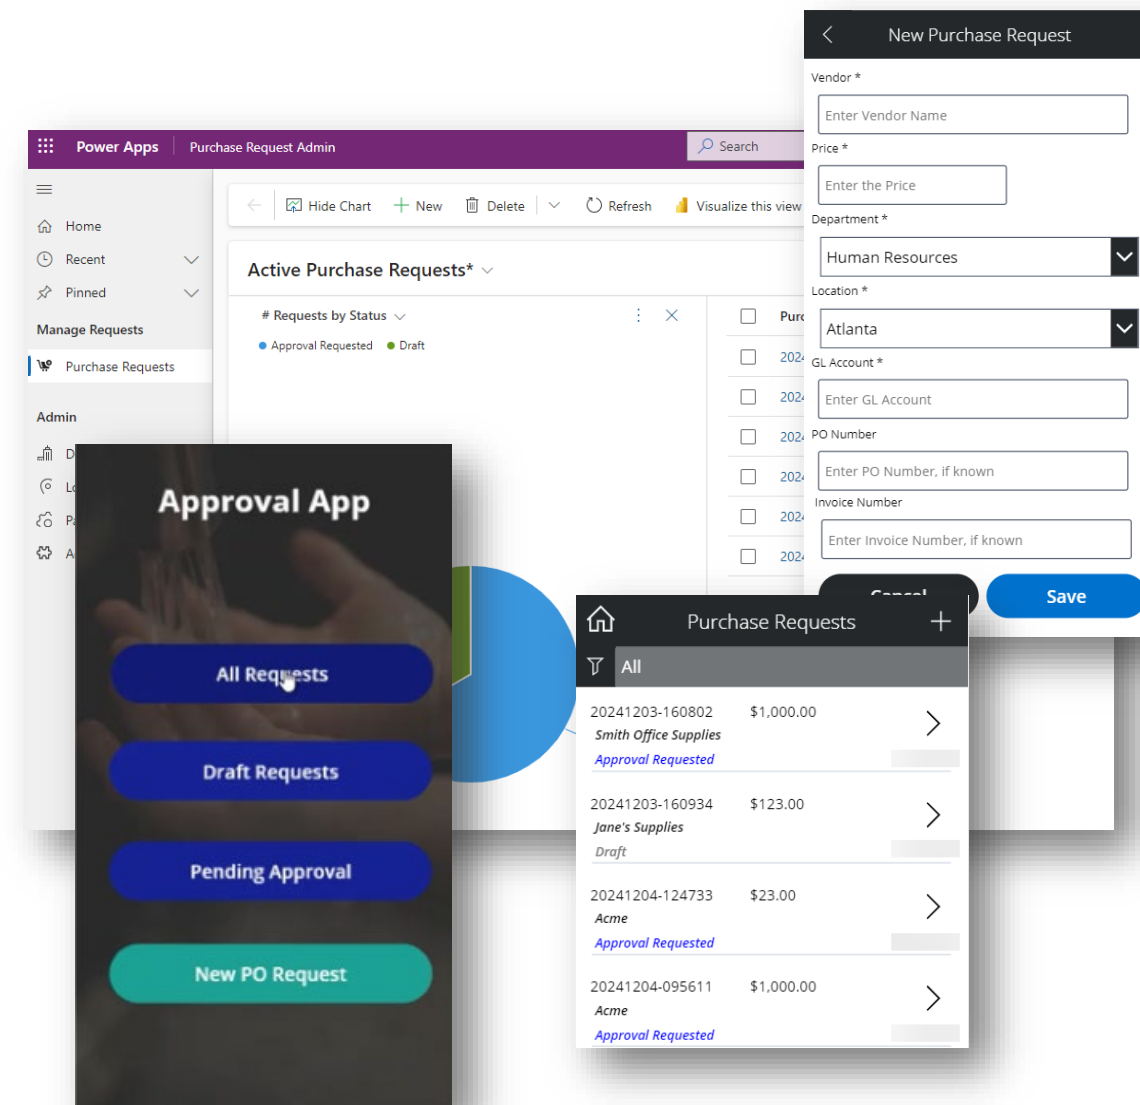 New Purchase Request
Vendor *
Enter Vendor Name
Price *
Enter the Price
Department *
Human Resources
Location *
Atlanta
GL Account *
Enter GL Account
PO Number
Enter PO Number, if known
Invoice Number
Enter Invoice Number, if known
Cancel
Save
Power Apps
Purchase Request Admin
Search
Home
Recent
Pinned
Manage Requests
Purchase Requests
Admin
Hide Chart
New
Delete
Refresh
Visualize this view
Active Purchase Requests*
# Requests by Status
Approval Requested
Draft
Approval App
All Requests
Draft Requests
Pending Approval
New PO Request
Purchase Requests
All
20241203-160802 $1,000.00
Smith Office Supplies
Approval Requested
20241203-160934 $123.00
Jane's Supplies
Draft
20241204-124733 $23.00
Acme
Approval Requested
20241204-095611 $1,000.00
Acme
Approval Requested